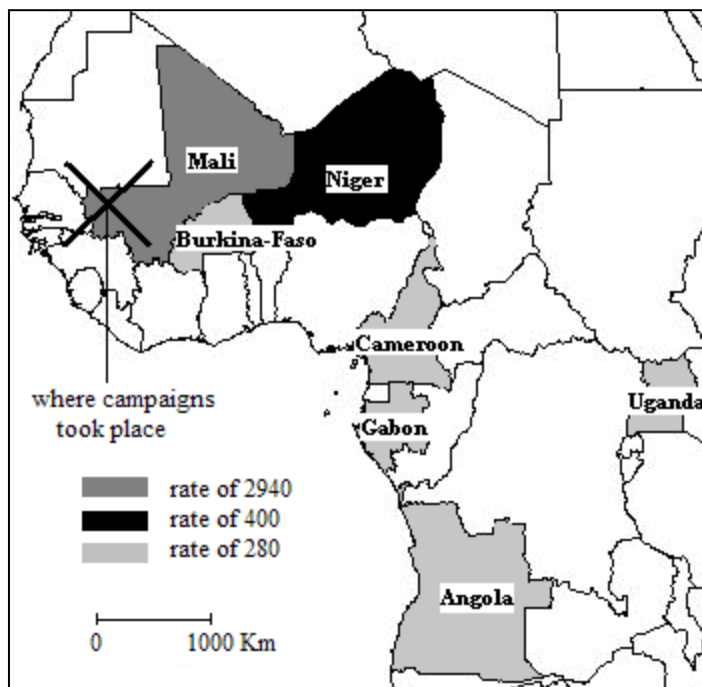 Mali
Niger
Burkina-Faso
Cameroon
where campaigns
took place
Uganda
Gabon
rate of 2940
rate of 400
rate of 280
Angola
0 1000 Km